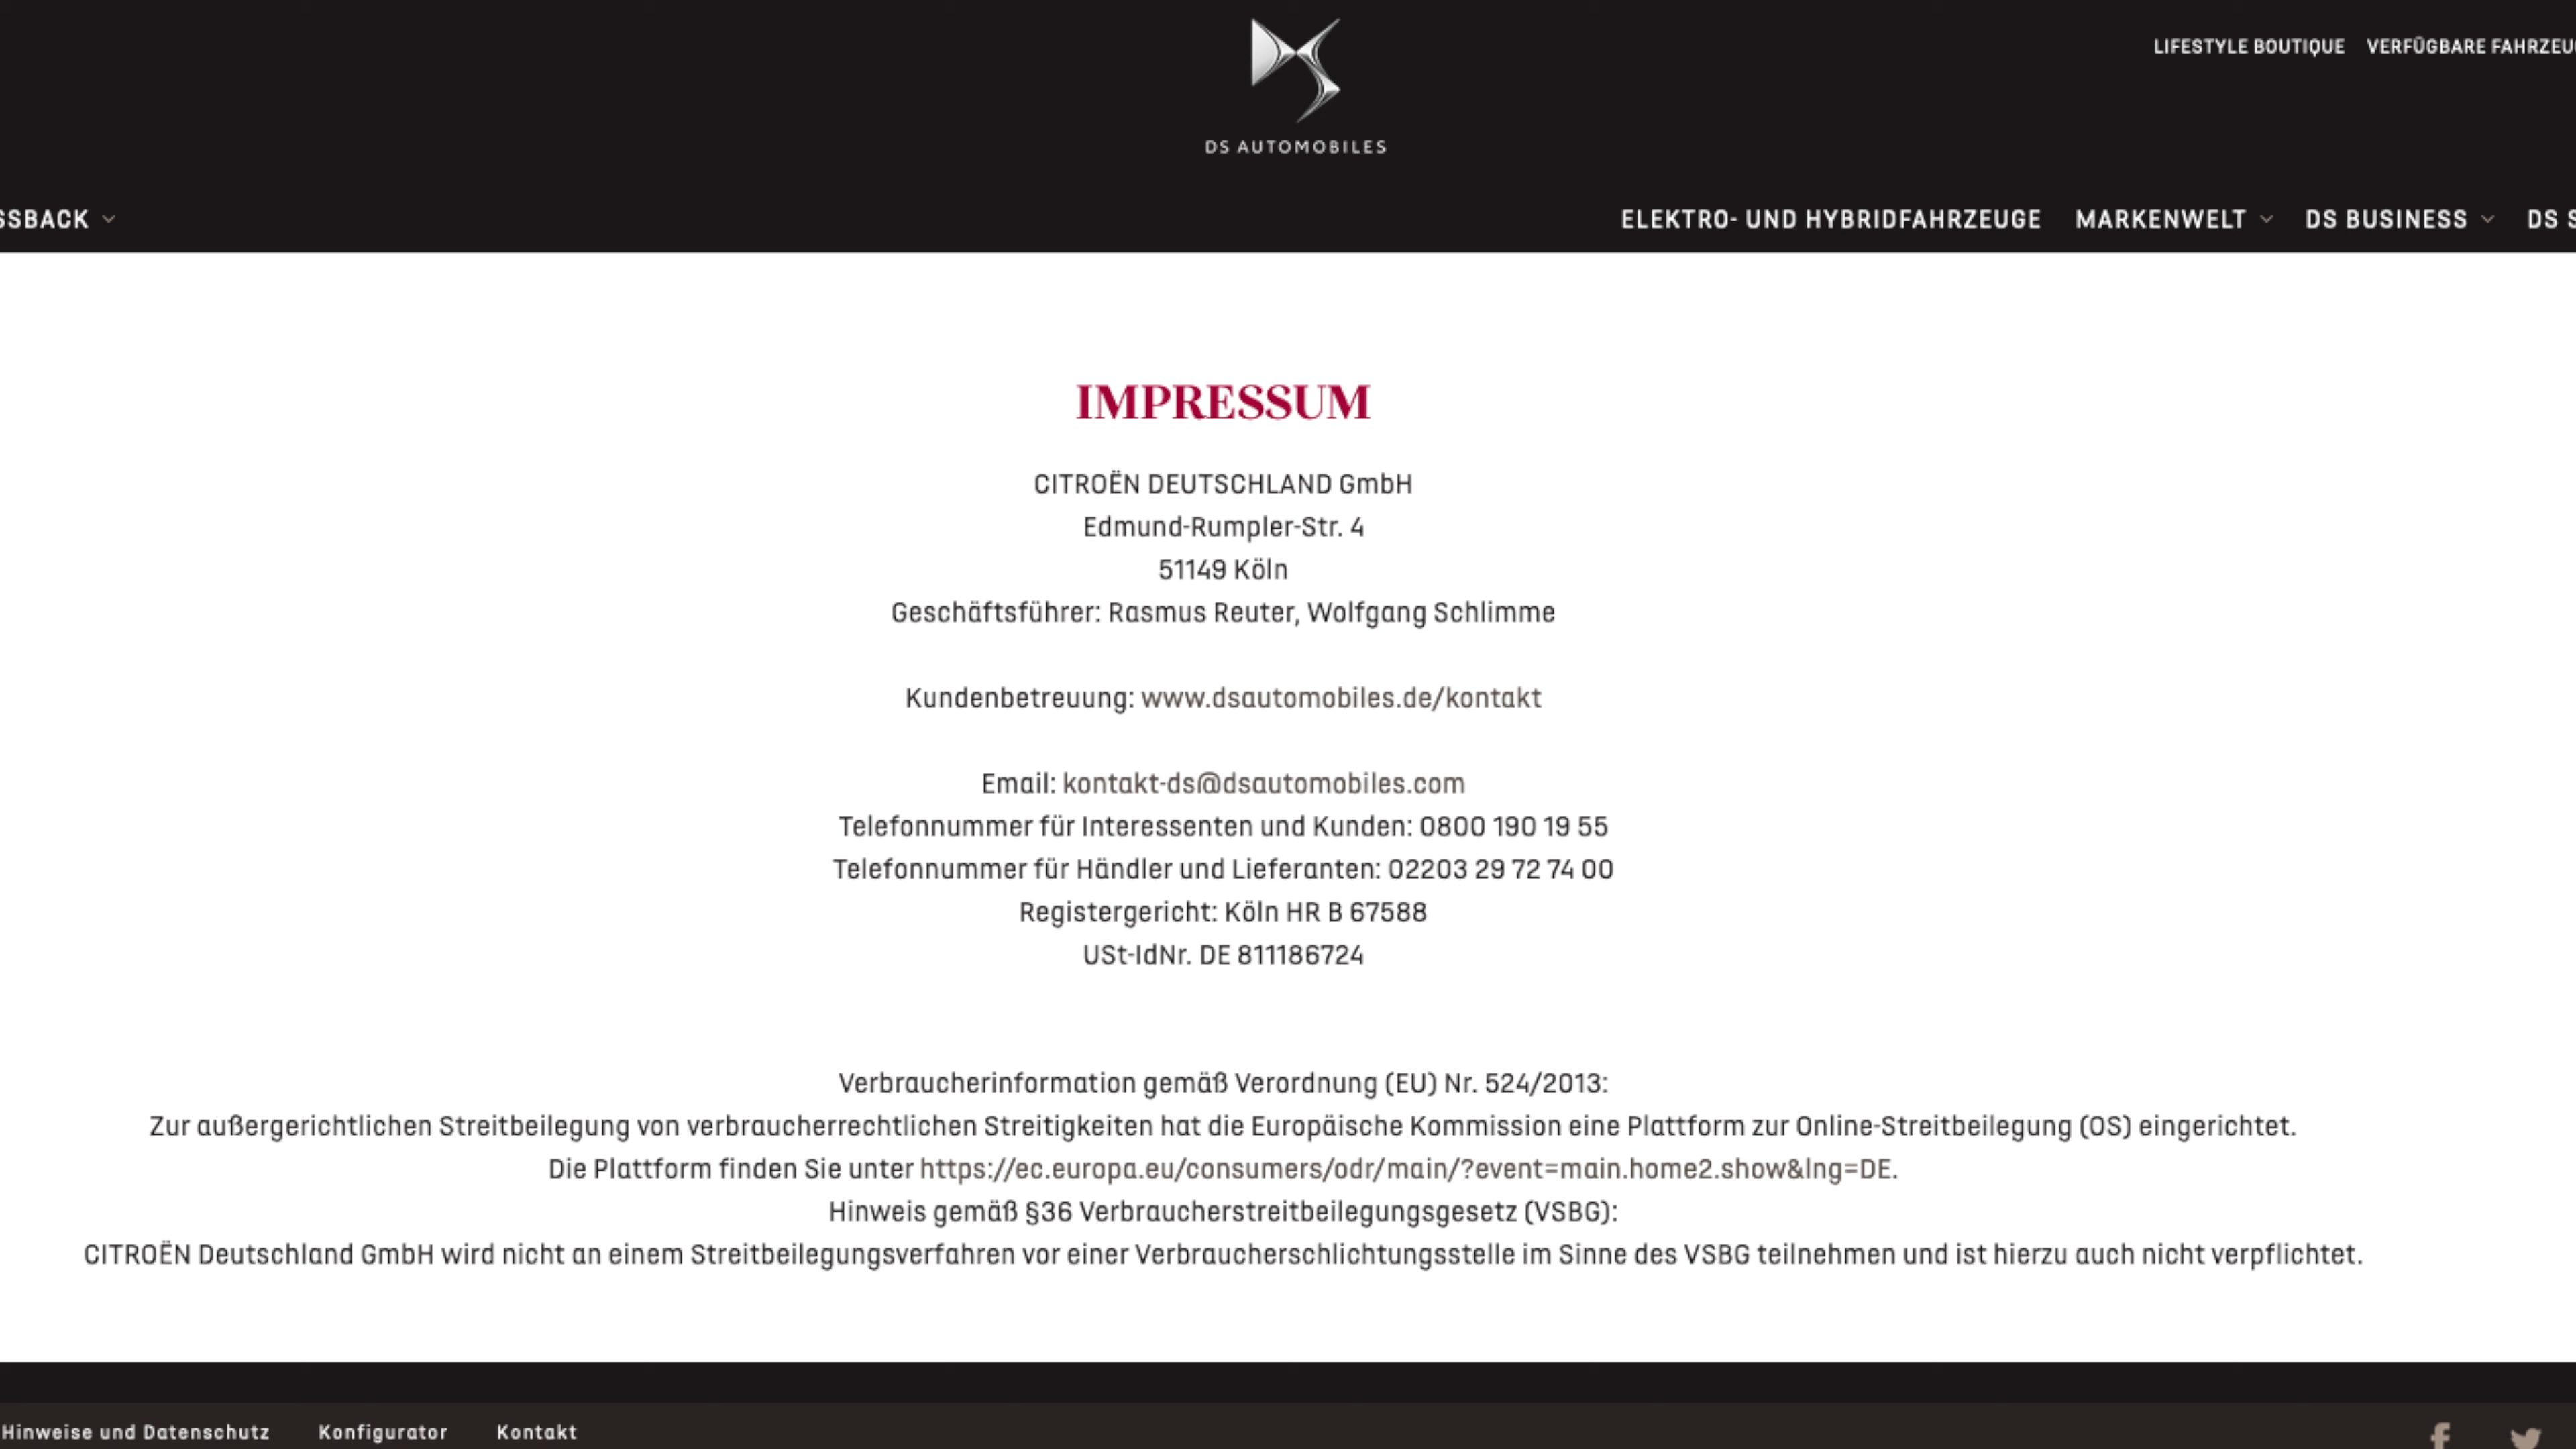 LIFESTYLE BOUTIQUE VERFÜGBARE FAHRZEU
DS AUTOMOBILES
SSBACK ELEKTRO- UND HYBRIDFAHRZEUGE MARKENWELT DS BUSINESS DS S
IMPRESSUM
CITROËN DEUTSCHLAND GmbH
Edmund-Rumpler-Str. 4
51149 Köln
Geschäftsführer: Rasmus Reuter, Wolfgang Schlimme
Kundenbetreuung: www.dsautomobiles.de/kontakt
Email: kontakt-ds@dsautomobiles.com
Telefonnummer für Interessenten und Kunden: 0800 190 19 55
Telefonnummer für Händler und Lieferanten: 02203 29 72 74 00
Registergericht: Köln HR B 67588
USt-IdNr. DE 811186724
Verbraucherinformation gemäß Verordnung (EU) Nr. 524/2013:
Zur außergerichtlichen Streitbeilegung von verbraucherrechtlichen Streitigkeiten hat die Europäische Kommission eine Plattform zur Online-Streitbeilegung (OS) eingerichtet.
Die Plattform finden Sie unter https://ec.europa.eu/consumers/odr/main/?event=main.home2.show&lng=DE.
Hinweis gemäß §36 Verbraucherstreitbeilegungsgesetz (VSBG):
CITROËN Deutschland GmbH wird nicht an einem Streitbeilegungsverfahren vor einer Verbraucherschlichtungsstelle im Sinne des VSBG teilnehmen und ist hierzu auch nicht verpflichtet.
Hinweise und Datenschutz Konfigurator Kontakt